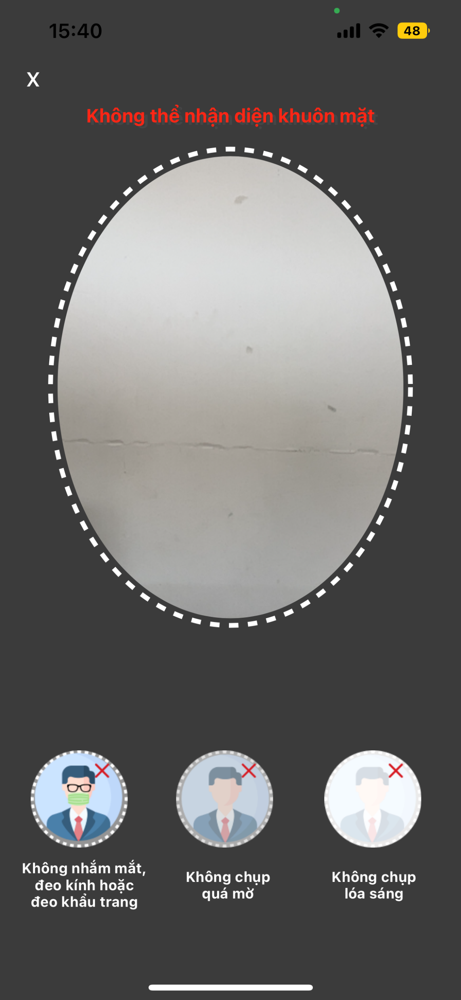 15:40
48
X
Không thể nhận diện khuôn mặt
Không nhắm mắt,
đeo kính hoặc
đeo khẩu trang
Không chụp
quá mờ
Không chụp
lóa sáng